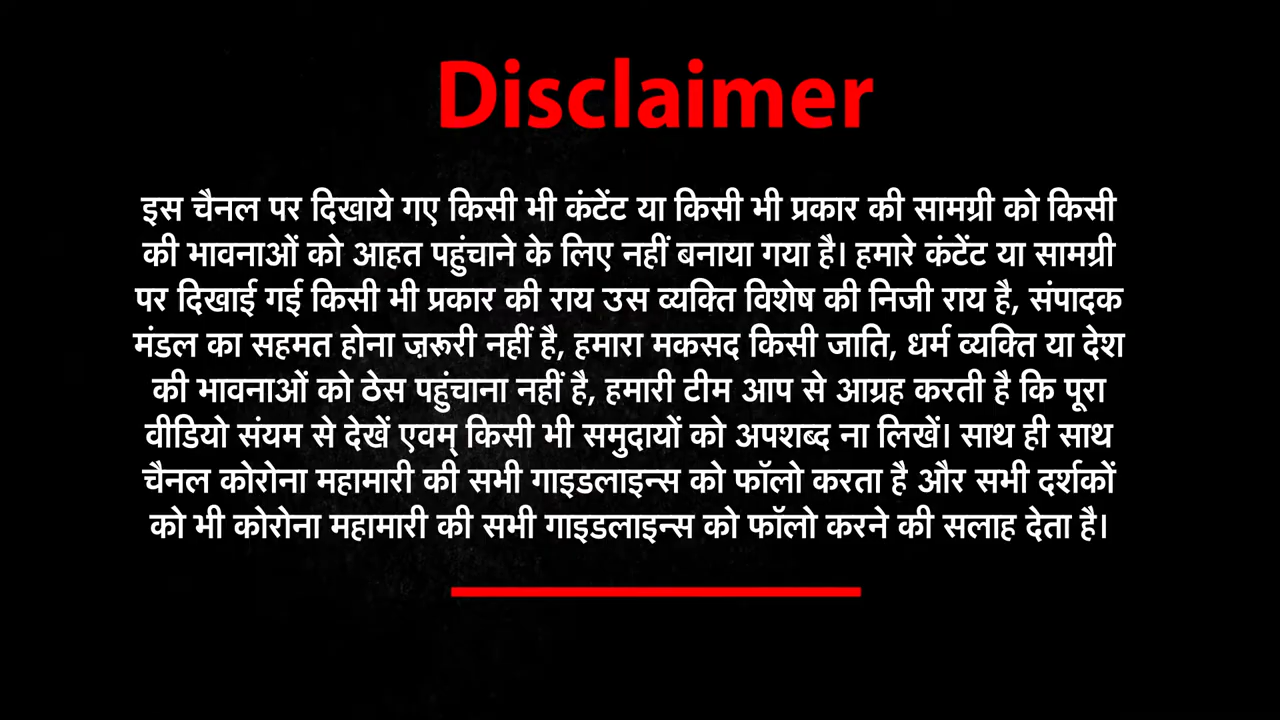 Disclaimer
इस चैनल पर दिखाये गए किसी भी कंटेंट या किसी भी प्रकार की सामग्री को किसी
की भावनाओं को आहत पहुंचाने के लिए नहीं बनाया गया है। हमारे कंटेंट या सामग्री
पर दिखाई गई किसी भी प्रकार की राय उस व्यक्ति विशेष की निजी राय है, संपादक
मंडल का सहमत होना ज़रूरी नहीं है, हमारा मकसद किसी जाति, धर्म व्यक्ति या देश
की भावनाओं को ठेस पहुंचाना नहीं है, हमारी टीम आप से आग्रह करती है कि पूरा
वीडियो संयम से देखें एवम् किसी भी समुदायों को अपशब्द ना लिखें। साथ ही साथ
चैनल कोरोना महामारी की सभी गाइडलाइन्स को फॉलो करता है और सभी दर्शकों
को भी कोरोना महामारी की सभी गाइडलाइन्स को फॉलो करने की सलाह देता है।